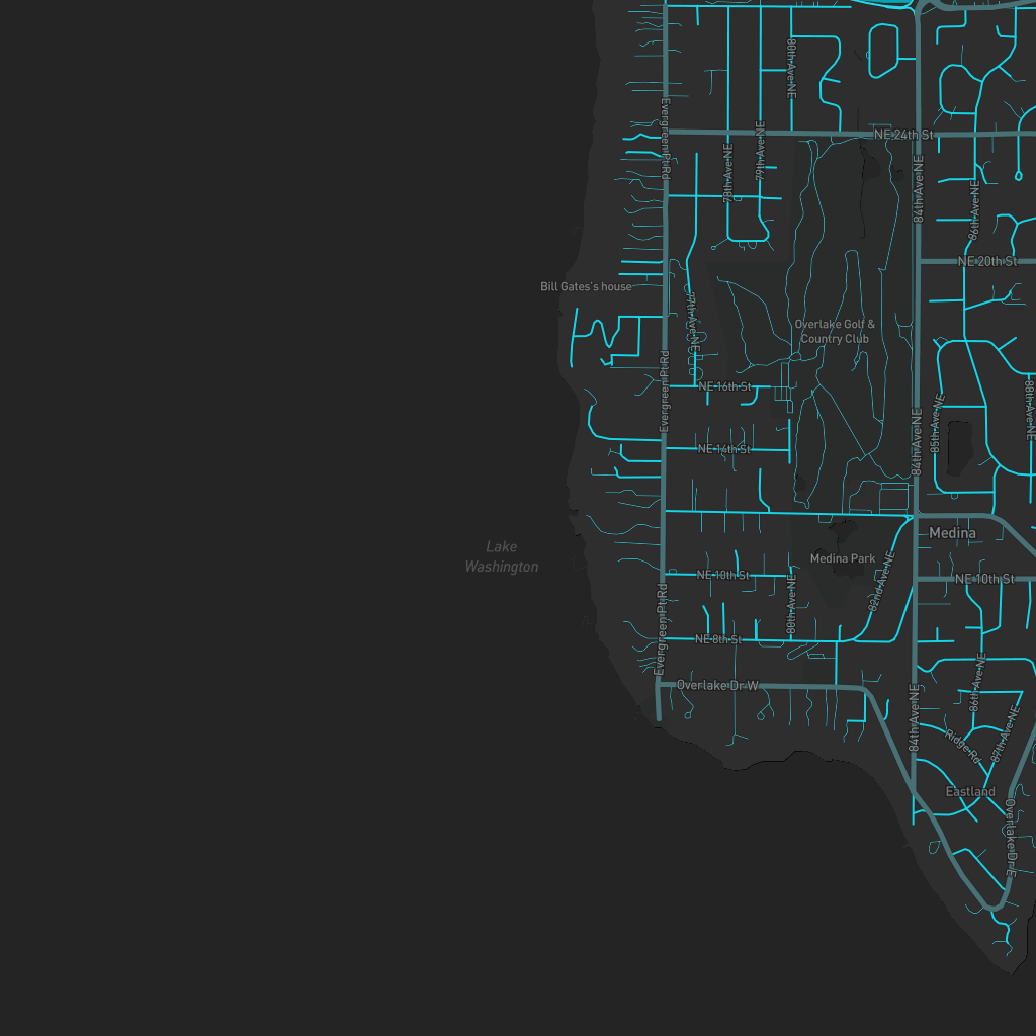 80th Ave NE
Evergreen Pt Rd
79th Ave NE
NE 24th St
78th Ave NE
84th Ave NE
86th Ave NE
NE 20th St
Bill Gates's house
77th Ave NE
Overlake Golf &
Country Club
Evergreen Pt Rd
NE 16th St
88th Ave NE
85th Ave NE
84th Ave NE
NE 14th St
Medina
Lake
Washington
Medina Park
NE 10th St
82nd Ave NE
NE 10th St
80th Ave NE
Evergreen Pt Rd
NE 8th St
86th Ave NE
Overlake Dr W
84th Ave NE
Ridge Rd
87th Ave NE
Eastland
Overlake Dr E